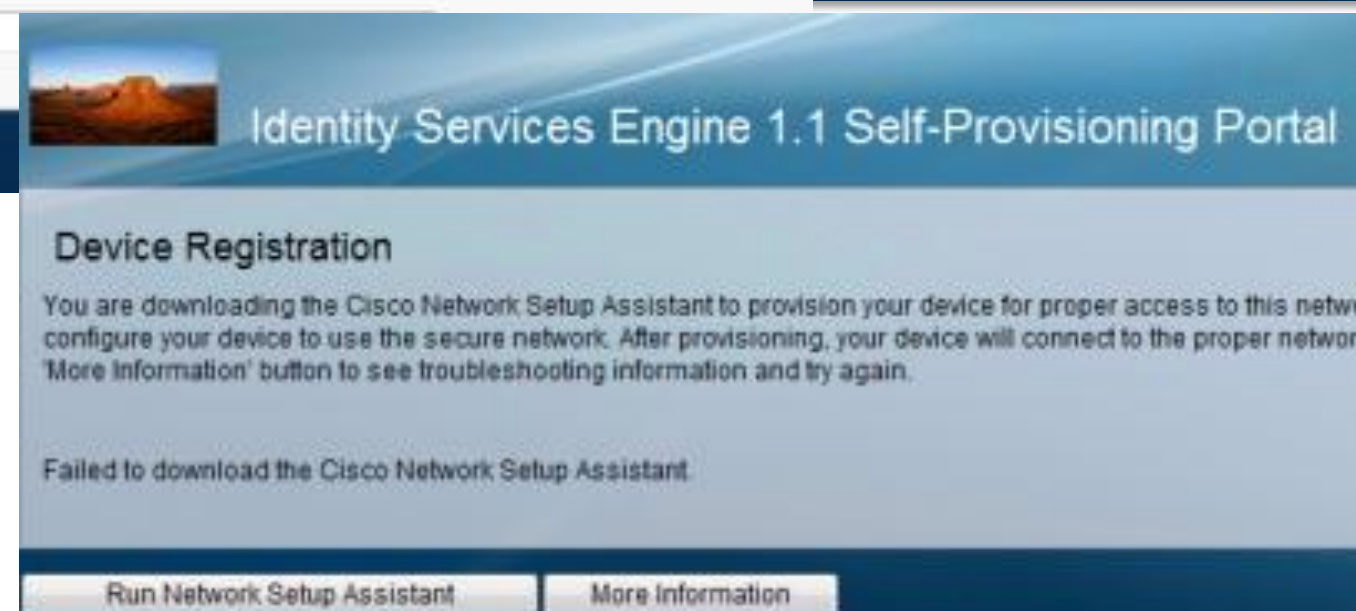 Identity Services Engine 1.1 Self-Provisioning Portal
Device Registration
You are downloading the Cisco Network Setup Assistant to provision your device for proper access to this
configure your device to use the secure network. After provisioning, your device will connect to the proper
'More Information' button to see troubleshooting information and try again.
Failed to download the Cisco Network Setup Assistant.
Run Network Setup Assistant
More Information